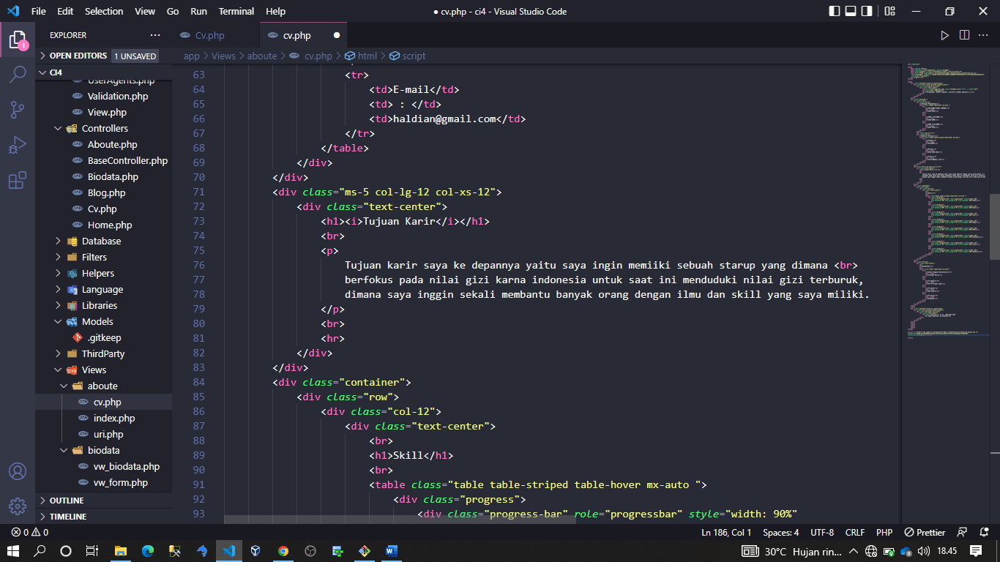 File Edit Selection View Go Run Terminal Help
● cv.php - ci4 - Visual Studio Code
EXPLORER
OPEN EDITORS 1 UNSAVED
CI4
UserAgents.php
Validation.php
View.php
Controllers
Aboute.php
BaseController.php
Biodata.php
Blog.php
Cv.php
Home.php
Database
Filters
Helpers
Language
Libraries
Models
.gitkeep
ThirdParty
Views
aboute
cv.php
index.php
uri.php
biodata
vw_biodata.php
vw_form.php
OUTLINE
TIMELINE
1
Cv.php cv.php
app > Views > aboute > cv.php > html > script
63 <tr>
64 <td>E-mail</td>
65 <td> : </td>
66 <td>haldian@gmail.com</td>
67 </tr>
68 </table>
69 </div>
70 </div>
71 <div class="ms-5 col-lg-12 col-xs-12">
72 <div class="text-center">
73 <h1><i>Tujuan Karir</i></h1>
74 <br>
75 <p>
76 Tujuan karir saya ke depannya yaitu saya ingin memiiki sebuah starup yang dimana <br>
77 berfokus pada nilai gizi karna indonesia untuk saat ini menduduki nilai gizi terburuk,
78 dimana saya inggin sekali membantu banyak orang dengan ilmu dan skill yang saya miliki.
79 </p>
80 <br>
81 <hr>
82 </div>
83 </div>
84 <div class="container">
85 <div class="row">
86 <div class="col-12">
87 <div class="text-center">
88 <br>
89 <h1>Skill</h1>
90 <br>
91 <table class="table table-striped table-hover mx-auto ">
92 <div class="progress">
93 <div class="progress-bar" role="progressbar" style="width: 90%"
0 0
Ln 186, Col 1 Spaces: 4 UTF-8 CRLF PHP Prettier
30°C Hujan rin... 18.45